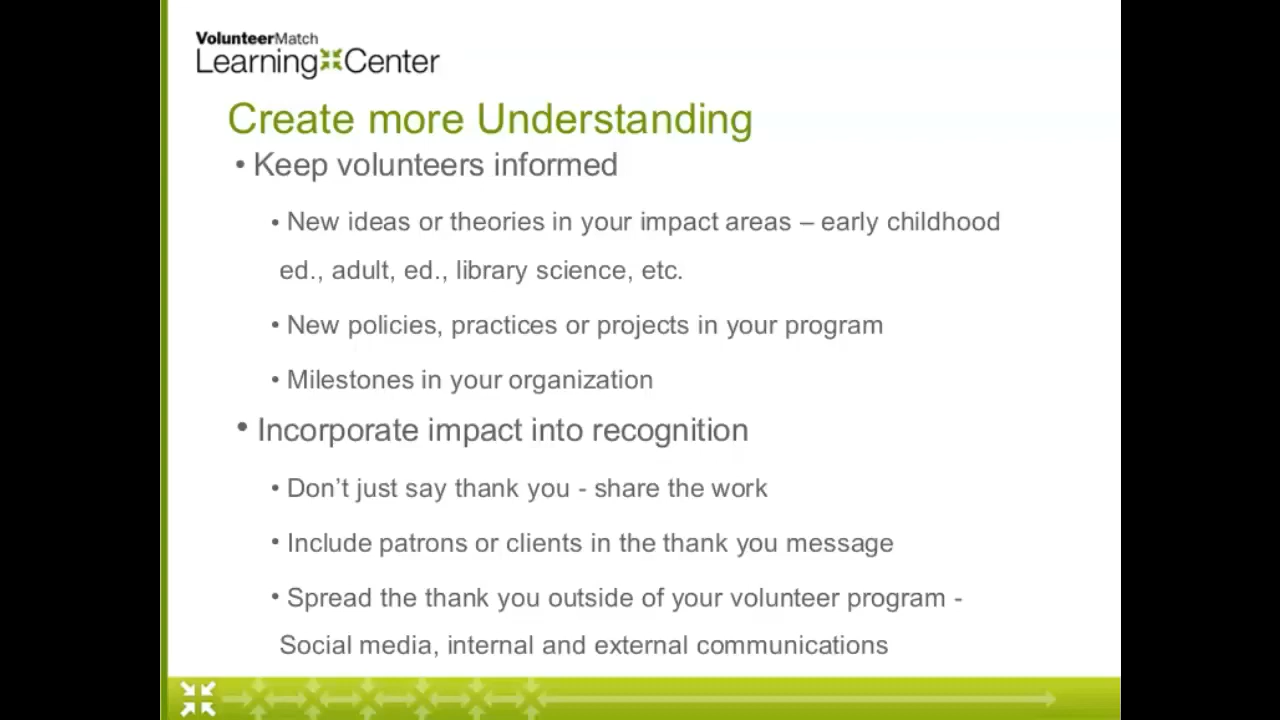 VolunteerMatch
Learning Center
Create more Understanding
• Keep volunteers informed
• New ideas or theories in your impact areas – early childhood
ed., adult, ed., library science, etc.
• New policies, practices or projects in your program
• Milestones in your organization
• Incorporate impact into recognition
• Don’t just say thank you - share the work
• Include patrons or clients in the thank you message
• Spread the thank you outside of your volunteer program -
Social media, internal and external communications